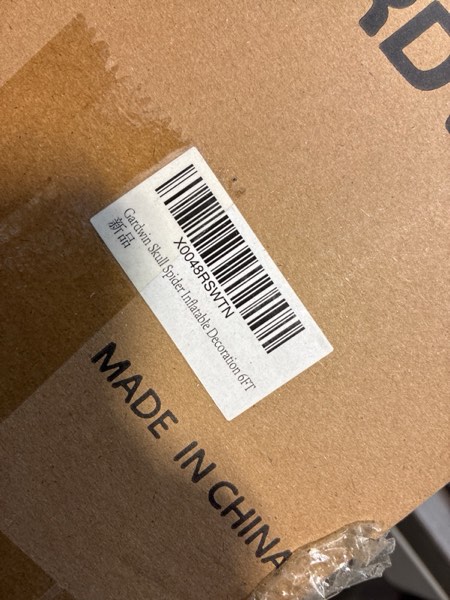 X0048RSWTN
Gardwin Skull Spider Inflatable Decoration 6FT
新品
MADE IN CHINA